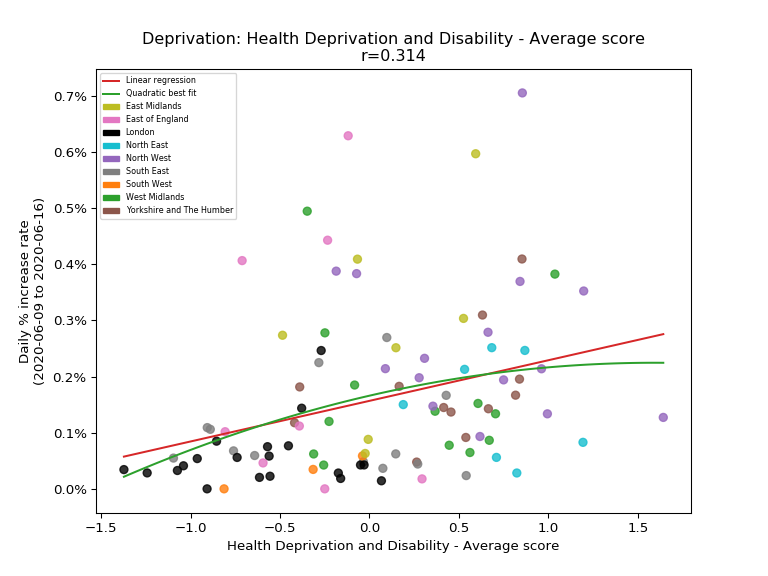 Deprivation: Health Deprivation and Disability - Average score
r=0.314
Linear regression
Quadratic best fit
East Midlands
East of England
London
North East
North West
South East
South West
West Midlands
Yorkshire and The Humber
0.7%
0.6%
0.5%
0.4%
0.3%
0.2%
0.1%
0.0%
Daily % increase rate
(2020-06-09 to 2020-06-16)
−1.5
−1.0
−0.5
0.0
0.5
1.0
1.5
Health Deprivation and Disability - Average score